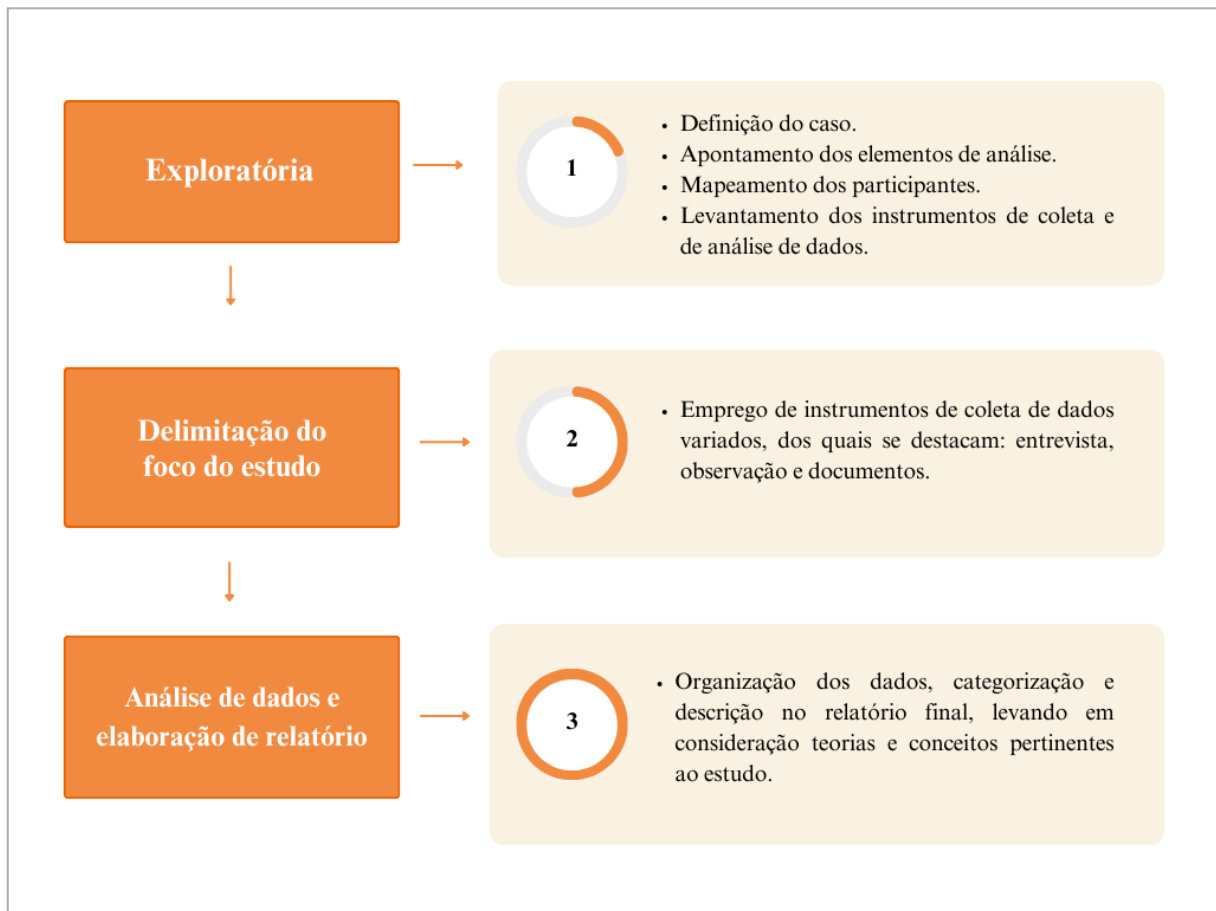 Exploratória
1
• Definição do caso.
• Apontamento dos elementos de análise.
• Mapeamento dos participantes.
• Levantamento dos instrumentos de coleta e
de análise de dados.
Delimitação do
foco do estudo
2
• Emprego de instrumentos de coleta de dados
variados, dos quais se destacam: entrevista,
observação e documentos.
Análise de dados e
elaboração de relatório
3
• Organização dos dados, categorização e
descrição no relatório final, levando em
consideração teorias e conceitos pertinentes
ao estudo.